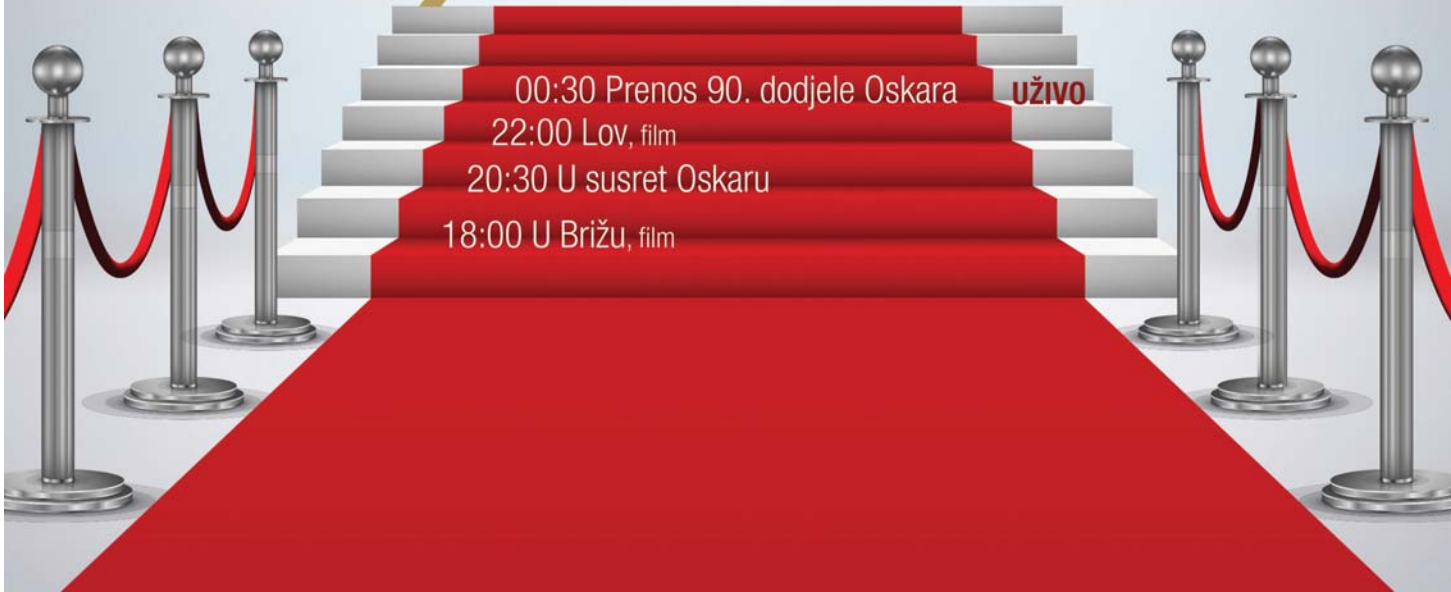 00:30 Prenos 90. dodjele Oskara UŽIVO
22:00 Lov, film
20:30 U susret Oskaru
18:00 U Brižu, film